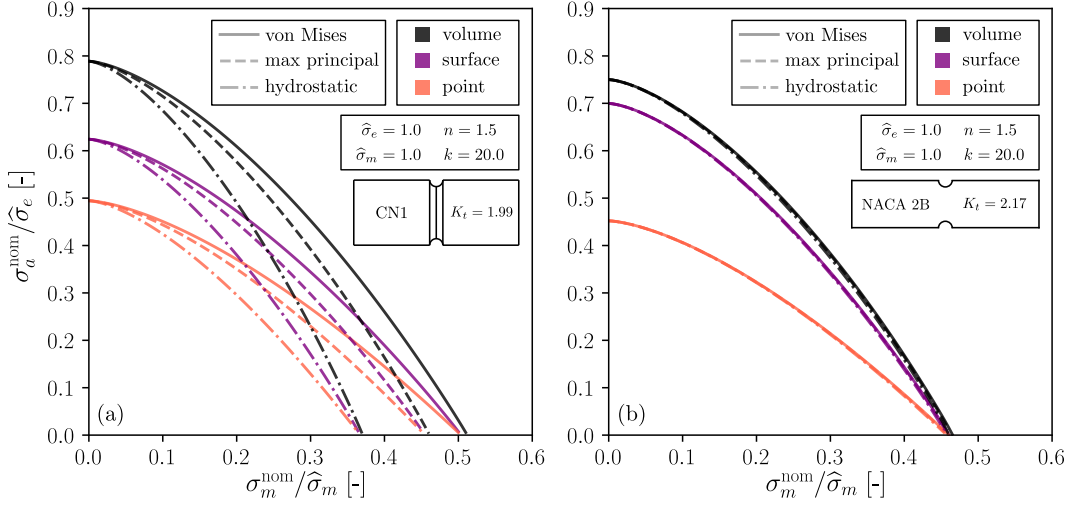 0.9
0.8
0.7
0.6
0.5
0.4
0.3
0.2
0.1
0.0
σ_a^nom/σ̂_e [-]
von Mises
max principal
hydrostatic
volume
surface
point
σ̂_e = 1.0 n = 1.5
σ̂_m = 1.0 k = 20.0
CN1 K_t = 1.99
(a)
0.0 0.1 0.2 0.3 0.4 0.5 0.6
σ_m^nom/σ̂_m [-]
0.9
0.8
0.7
0.6
0.5
0.4
0.3
0.2
0.1
0.0
von Mises
max principal
hydrostatic
volume
surface
point
σ̂_e = 1.0 n = 1.5
σ̂_m = 1.0 k = 20.0
NACA 2B K_t = 2.17
(b)
0.0 0.1 0.2 0.3 0.4 0.5 0.6
σ_m^nom/σ̂_m [-]